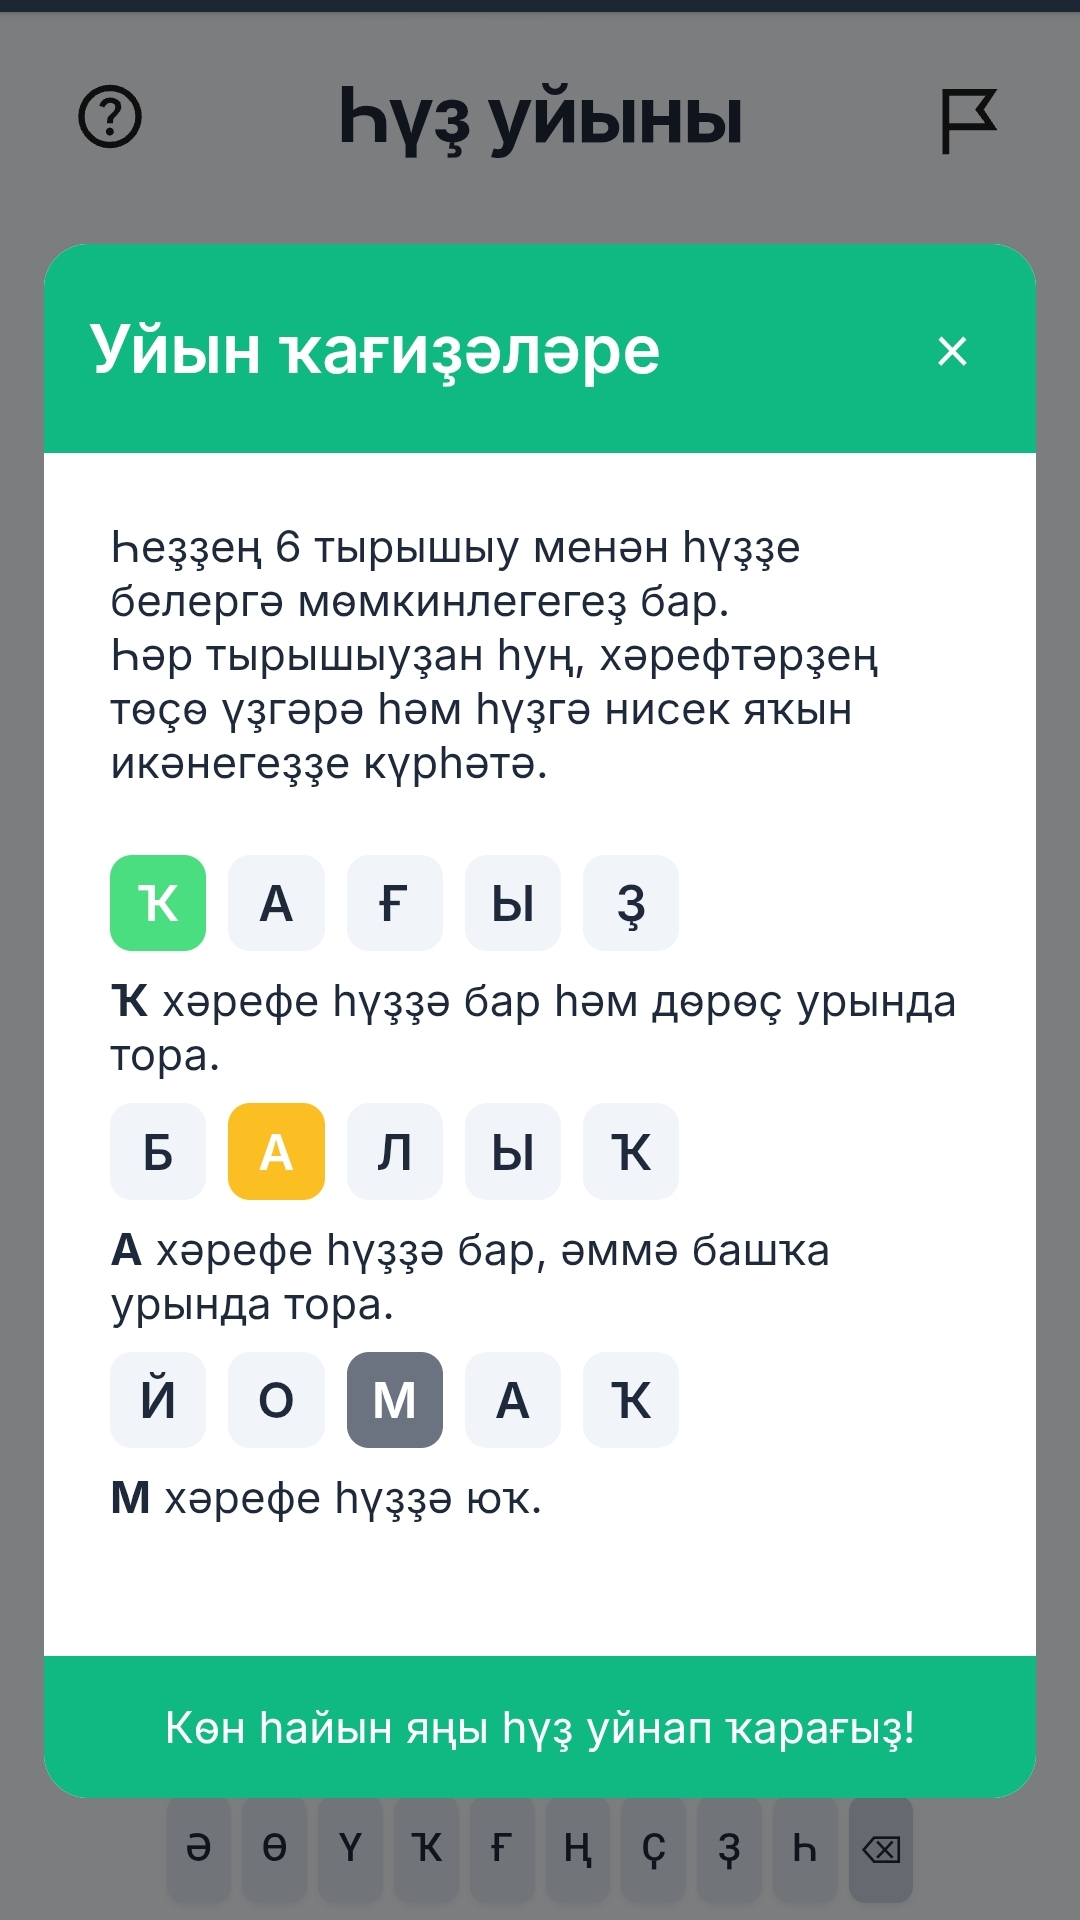 Һүҙ уйыны
Уйын ҡағиҙәләре
×
Һеҙҙең 6 тырышыу менән һүҙҙе
белергә мөмкинлегегеҙ бар.
Һәр тырышыуҙан һуң, хәрефтәрҙең
төҫө үҙгәрә һәм һүҙгә нисек яҡын
икәнегеҙҙе күрһәтә.
Ҡ А Ғ Ы Ҙ
Ҡ хәрефе һүҙҙә бар һәм дөрөҫ урында
тора.
Б А Л Ы Ҡ
А хәрефе һүҙҙә бар, әммә башҡа
урында тора.
Й О М А Ҡ
М хәрефе һүҙҙә юҡ.
Көн һайын яңы һүҙ уйнап ҡарағыҙ!
Ә Ө Ү Ҡ Ғ Ң Ҫ Ҙ Һ